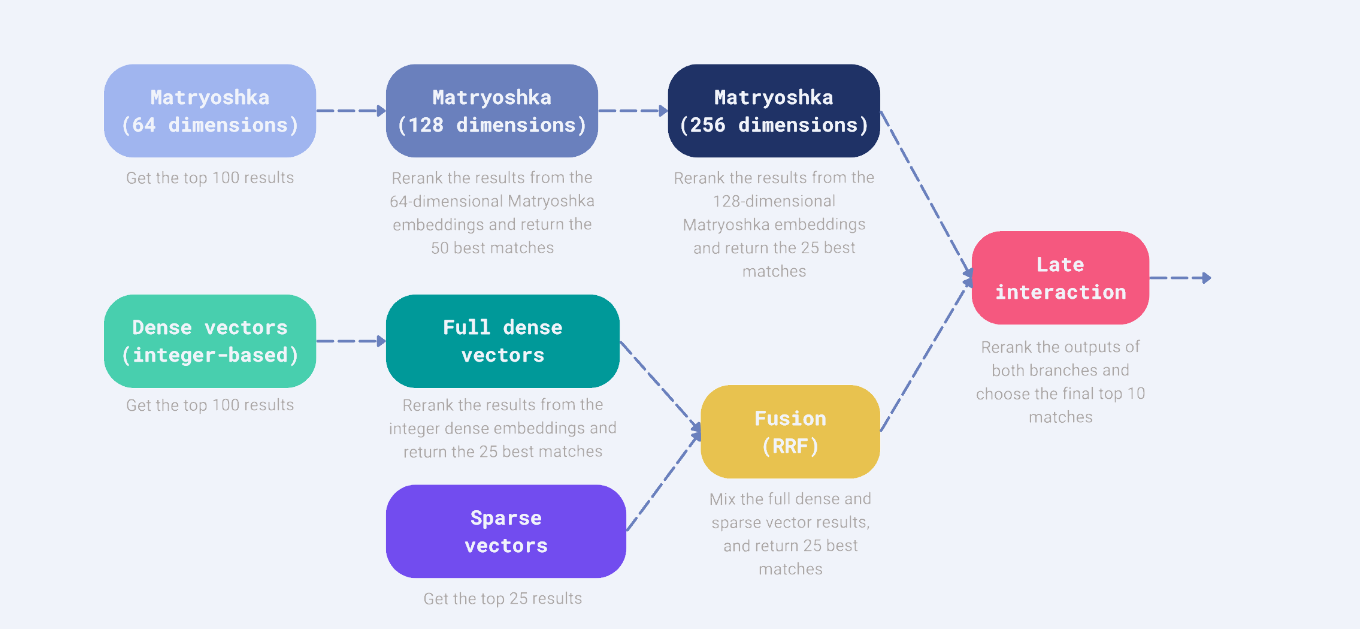 Matryoshka
(64 dimensions)
Get the top 100 results
Matryoshka
(128 dimensions)
Rerank the results from the
64-dimensional Matryoshka
embeddings and return the
50 best matches
Matryoshka
(256 dimensions)
Rerank the results from the
128-dimensional
Matryoshka embeddings
and return the 25 best
matches
Dense vectors
(integer-based)
Get the top 100 results
Full dense
vectors
Rerank the results from the
integer dense embeddings and
return the 25 best matches
Sparse
vectors
Get the top 25 results
Fusion
(RRF)
Mix the full dense and
sparse vector results,
and return 25 best
matches
Late
interaction
Rerank the outputs of
both branches and
choose the final top 10
matches